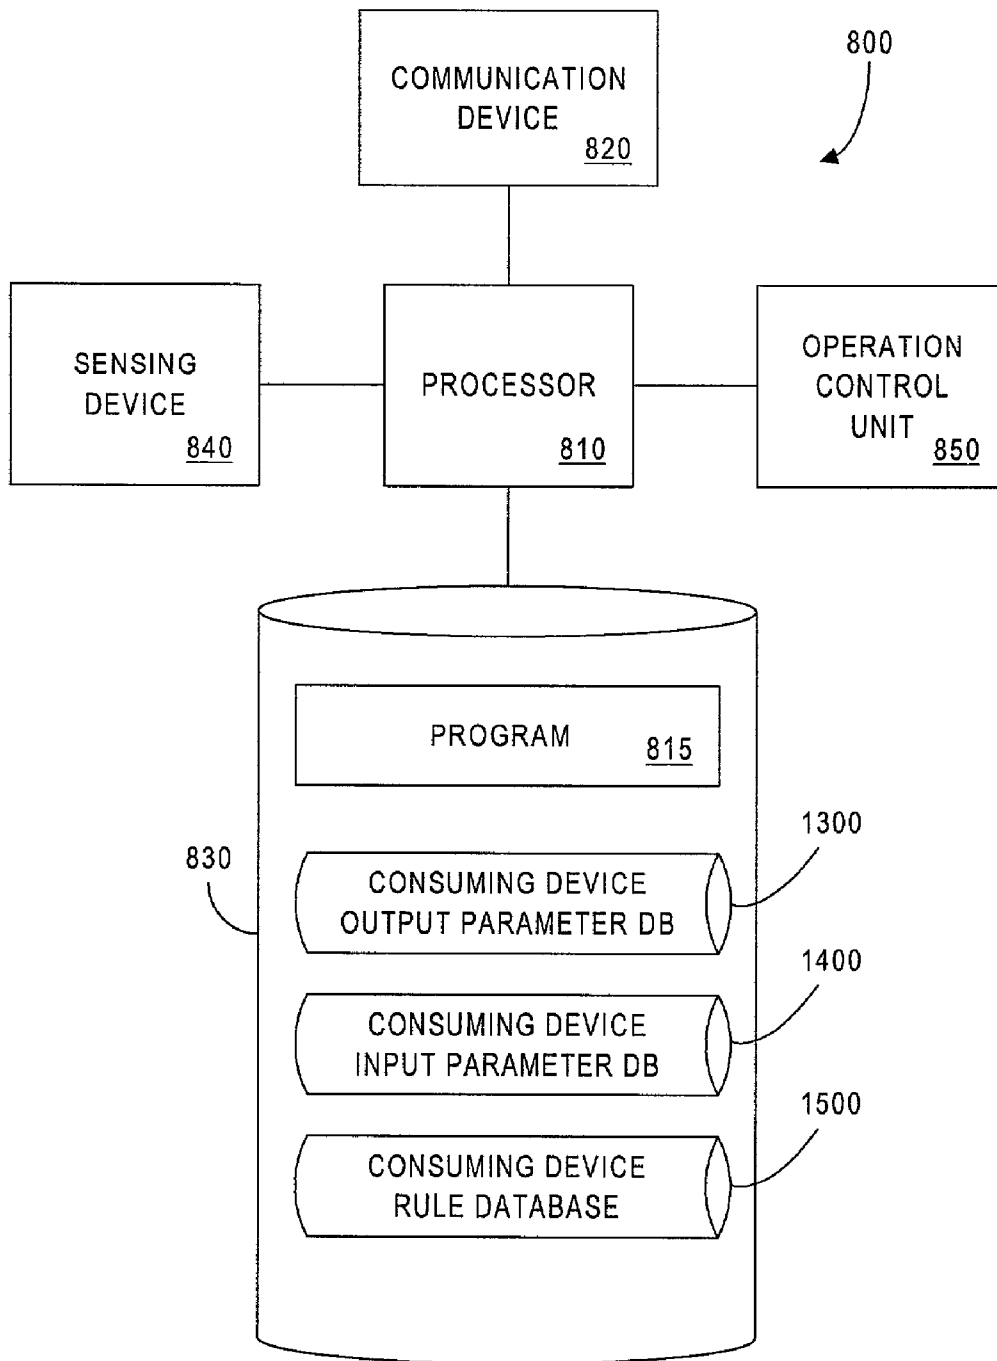 COMMUNICATION
DEVICE
820
800
SENSING
DEVICE
840
PROCESSOR
810
OPERATION
CONTROL
UNIT
850
PROGRAM
815
830
1300
CONSUMING DEVICE
OUTPUT PARAMETER DB
1400
CONSUMING DEVICE
INPUT PARAMETER DB
1500
CONSUMING DEVICE
RULE DATABASE